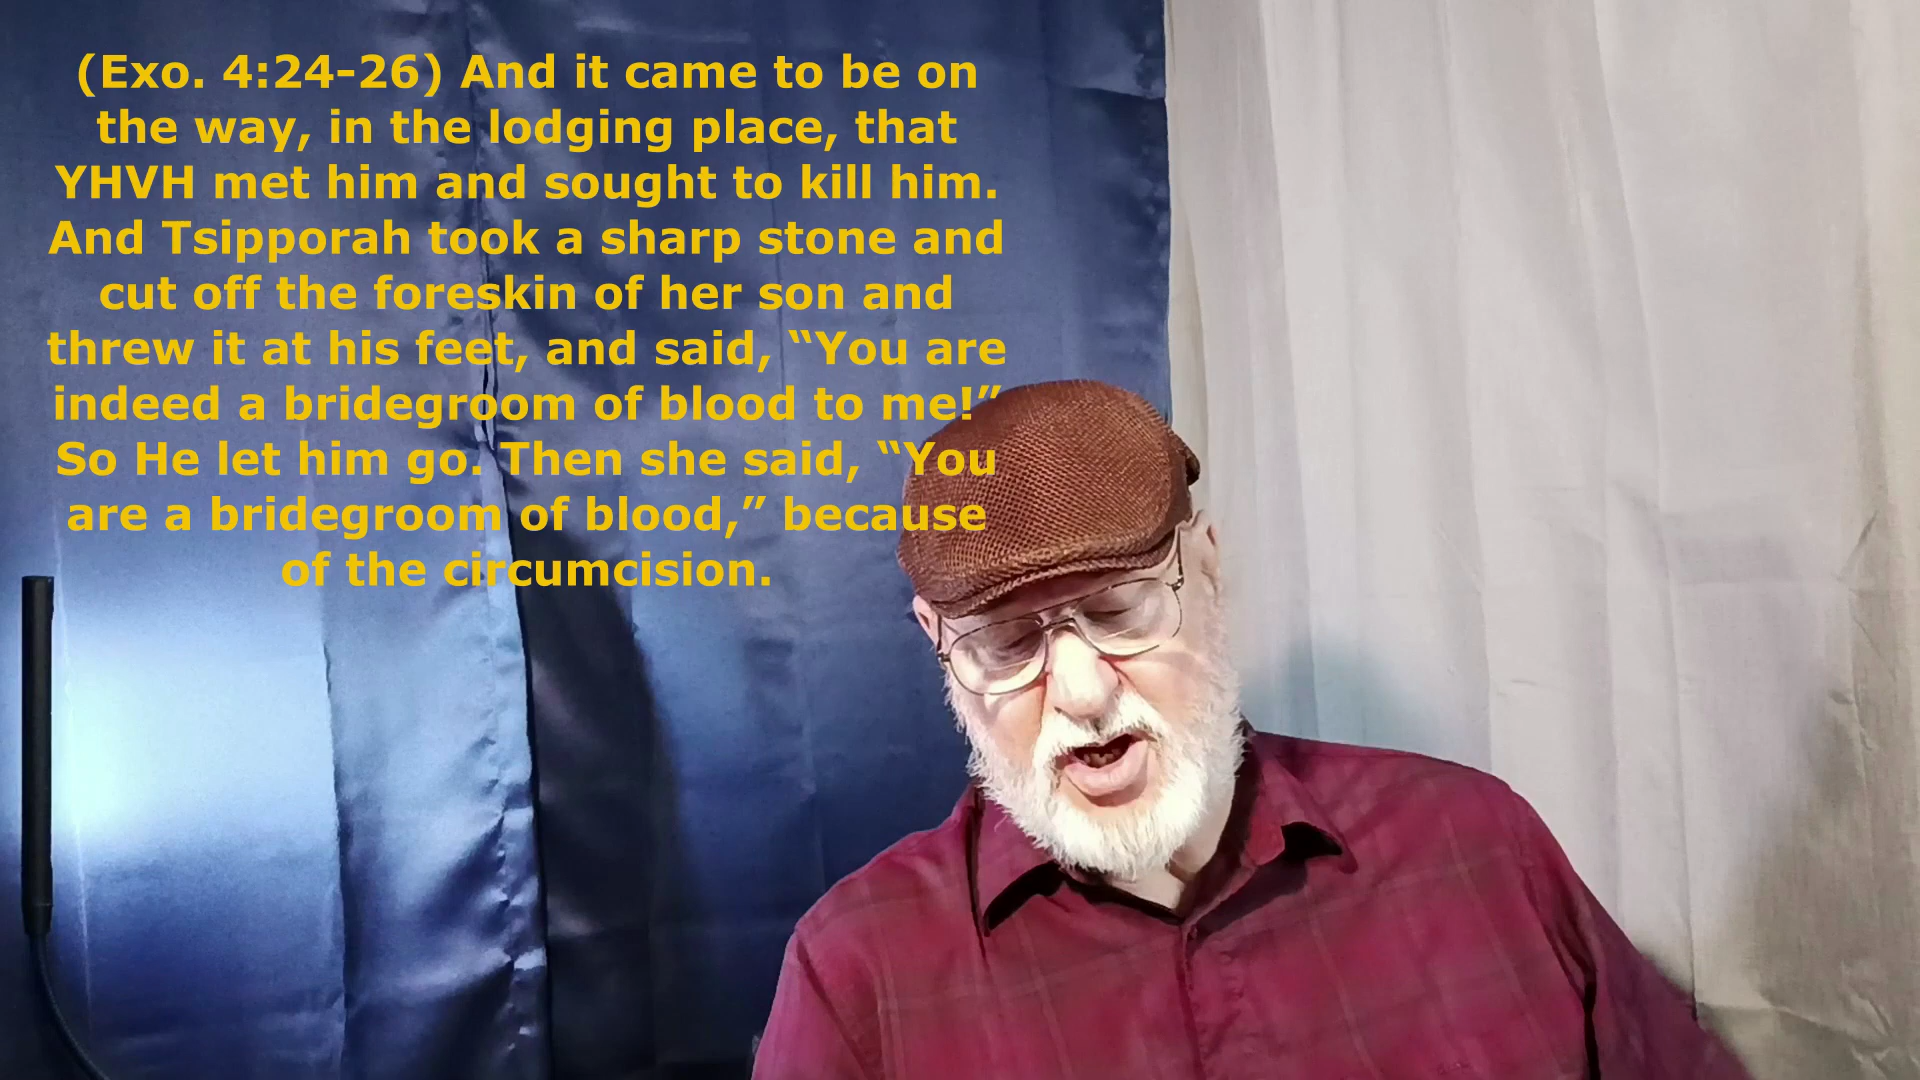 (Exo. 4:24-26) And it came to be on
the way, in the lodging place, that
YHVH met him and sought to kill him.
And Tsipporah took a sharp stone and
cut off the foreskin of her son and
threw it at his feet, and said, “You are
indeed a bridegroom of blood to me!”
So He let him go. Then she said, “You
are a bridegroom of blood,” because
of the circumcision.